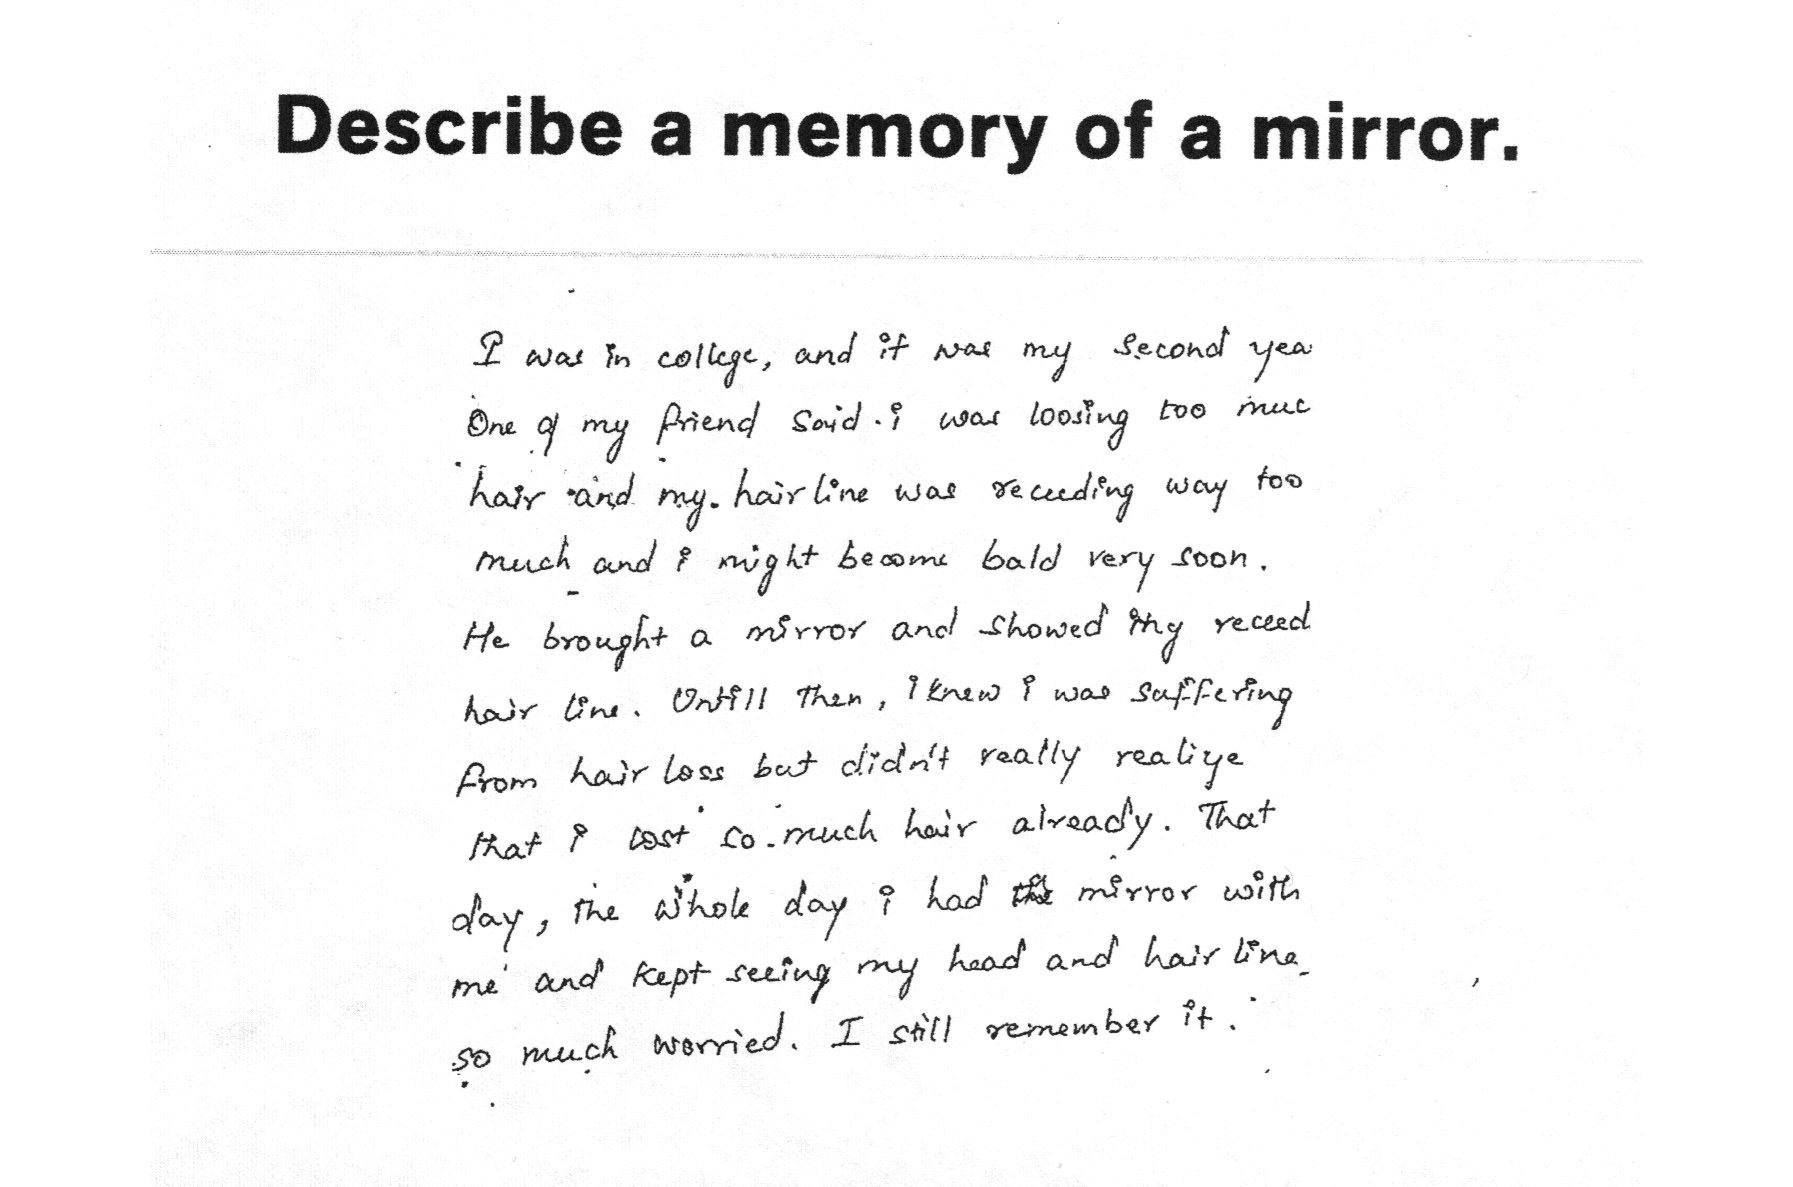 Describe a memory of a mirror.
I was in college, and it was my second yea
One of my friend said i was loosing too muc
hair and my hair line was receeding way too
much and i might become bald very soon.
He brought a mirror and showed my receed
hair line. Untill then, i knew i was suffering
from hair loss but didn't really realize
that i lost so much hair already. That
day, the whole day i had the mirror with
me and kept seeing my head and hair line
so much worried. I still remember it.